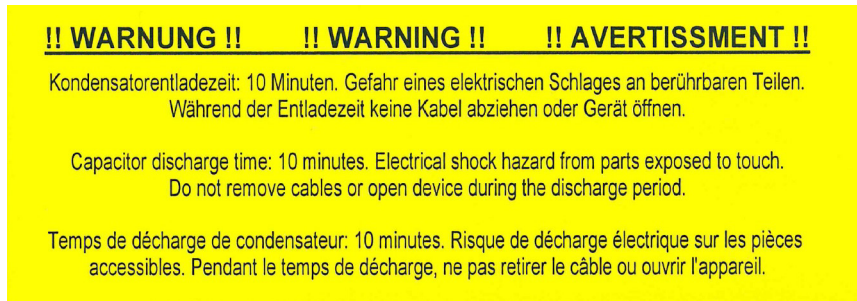 !! WARNUNG !! !! WARNING !! !! AVERTISSMENT !!
Kondensatorentladezeit: 10 Minuten. Gefahr eines elektrischen Schlages an berührbaren Teilen.
Während der Entladezeit keine Kabel abziehen oder Gerät öffnen.
Capacitor discharge time: 10 minutes. Electrical shock hazard from parts exposed to touch.
Do not remove cables or open device during the discharge period.
Temps de décharge de condensateur: 10 minutes. Risque de décharge électrique sur les pièces
accessibles. Pendant le temps de décharge, ne pas retirer le câble ou ouvrir l'appareil.